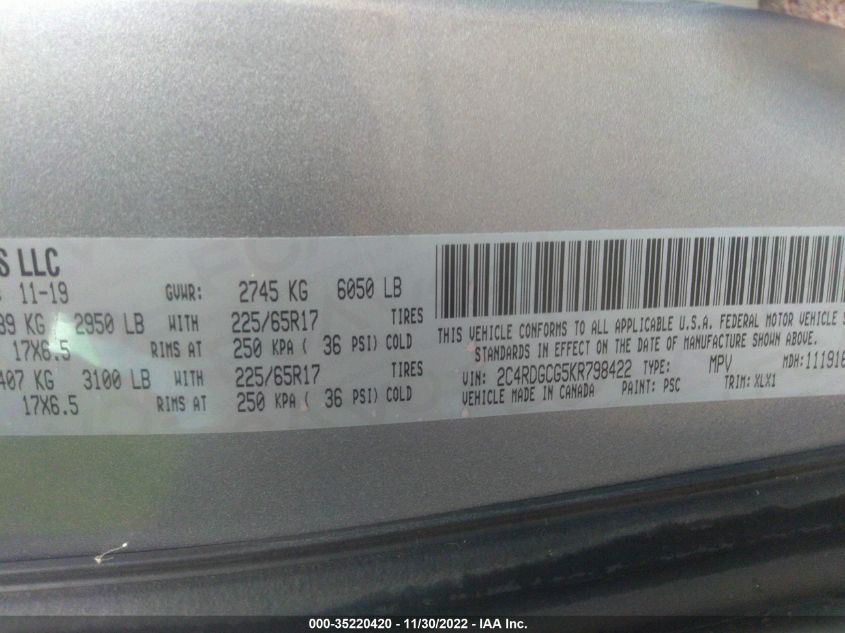 S LLC
11-19 GVWR: 2745 KG 6050 LB
39 KG 2950 LB WITH 225/65R17 TIRES
17X6.5 RIMS AT 250 KPA ( 36 PSI) COLD
407 KG 3100 LB WITH 225/65R17 TIRES
17X6.5 RIMS AT 250 KPA ( 36 PSI) COLD
THIS VEHICLE CONFORMS TO ALL APPLICABLE U.S.A. FEDERAL MOTOR VEHICLE S
STANDARDS IN EFFECT ON THE DATE OF MANUFACTURE SHOWN ABOVE.
VIN: 2C4RDGCG5KR798422 TYPE: MPV MDH: 111916
VEHICLE MADE IN CANADA PAINT: PSC TRIM: XLX1
000-35220420 - 11/30/2022 - IAA Inc.